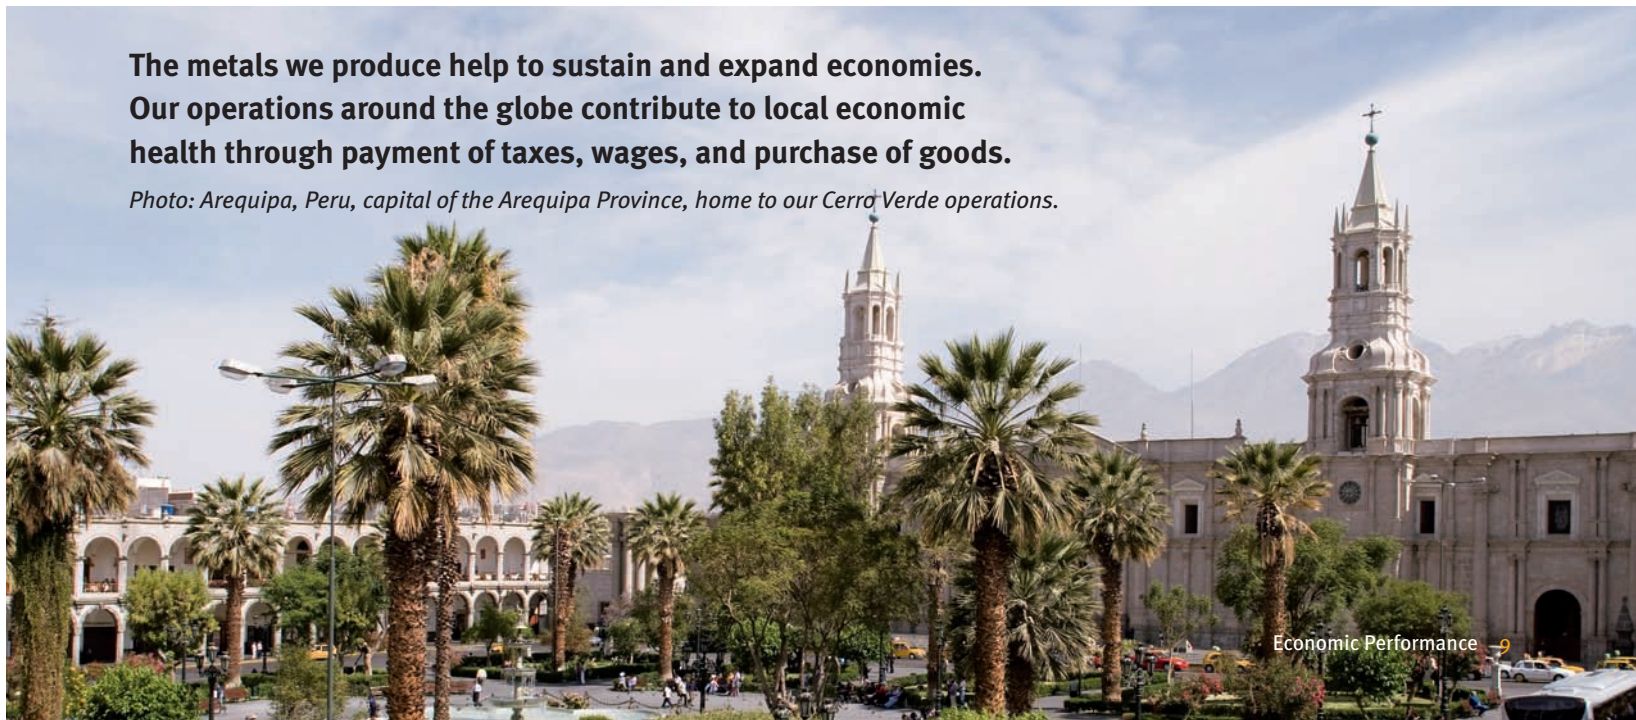 The metals we produce help to sustain and expand economies.
Our operations around the globe contribute to local economic
health through payment of taxes, wages, and purchase of goods.
Photo: Arequipa, Peru, capital of the Arequipa Province, home to our Cerro Verde operations.
Economic Performance 9